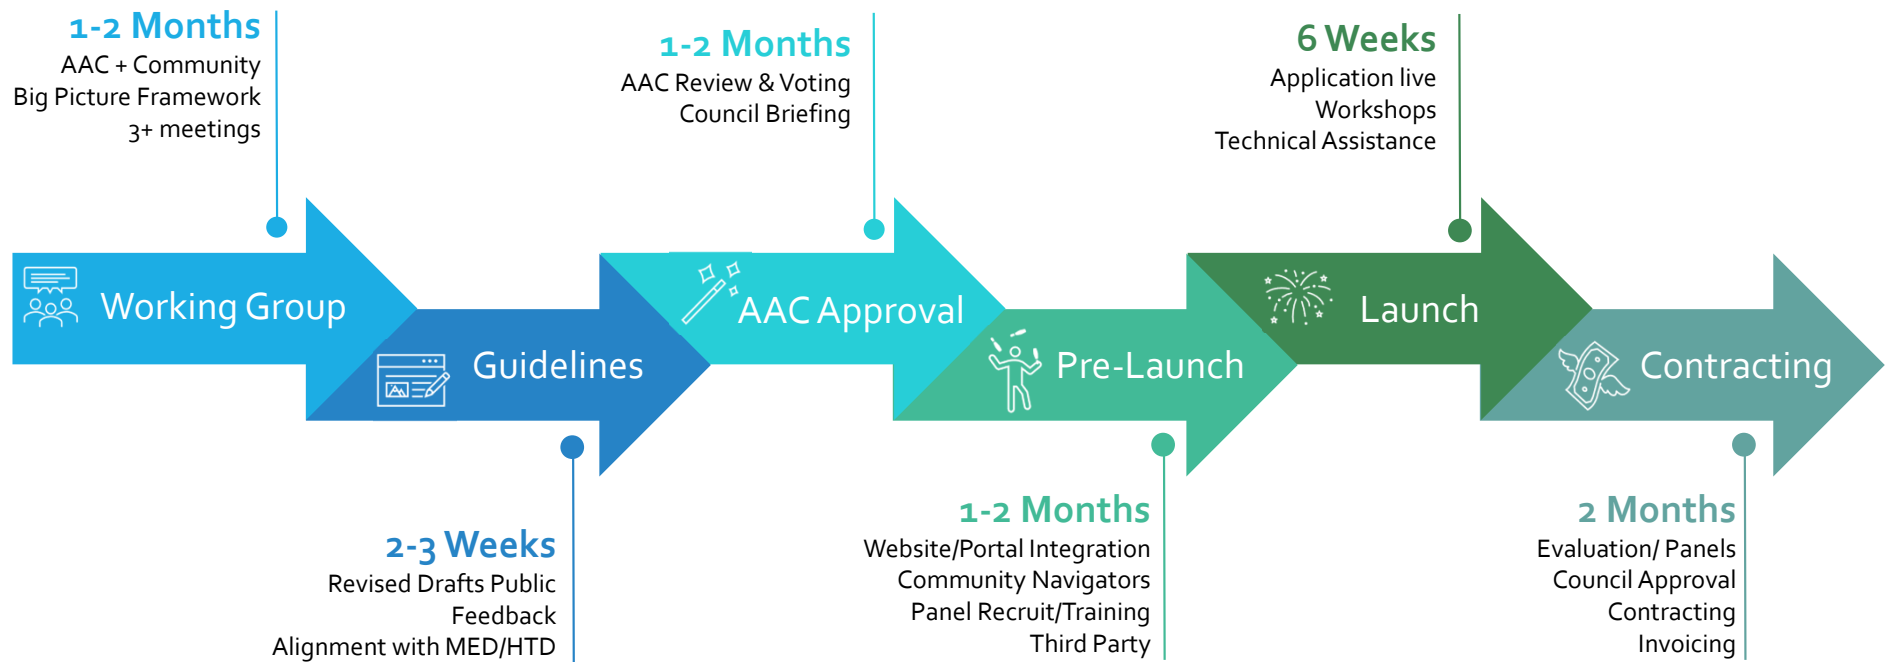 1-2 Months
AAC + Community
Big Picture Framework
3+ meetings
1-2 Months
AAC Review & Voting
Council Briefing
6 Weeks
Application live
Workshops
Technical Assistance
Working Group
Guidelines
AAC Approval
Pre-Launch
Launch
Contracting
2-3 Weeks
Revised Drafts Public
Feedback
Alignment with MED/HTD
1-2 Months
Website/Portal Integration
Community Navigators
Panel Recruit/Training
Third Party
2 Months
Evaluation/ Panels
Council Approval
Contracting
Invoicing